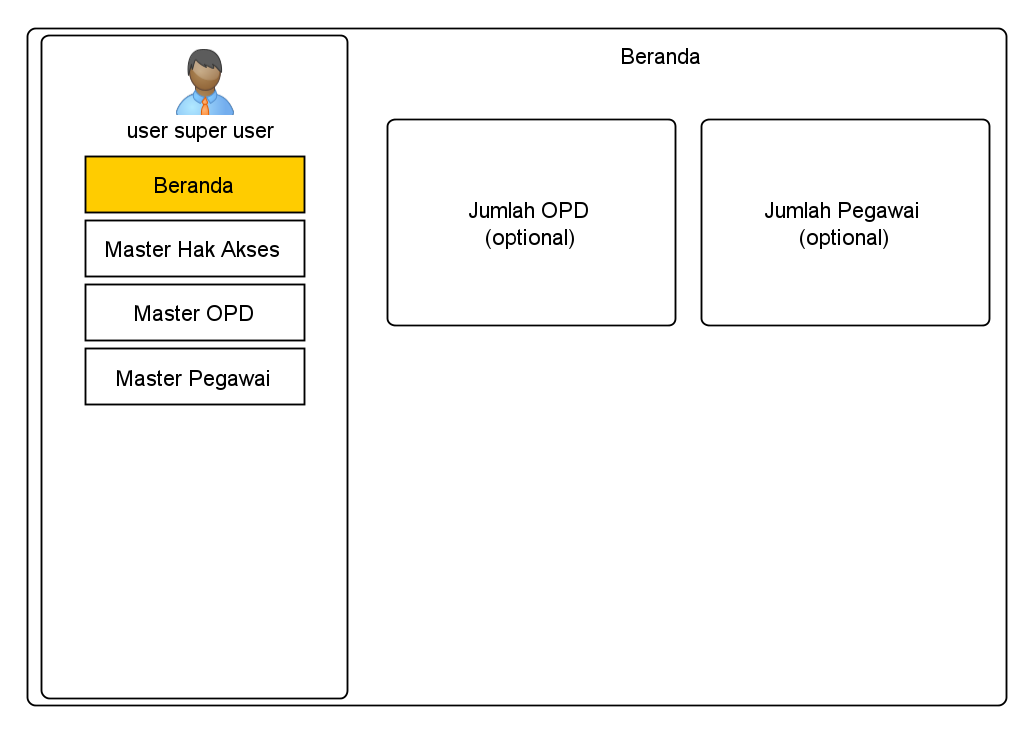 user super user
Beranda
Master Hak Akses
Master OPD
Master Pegawai
Beranda
Jumlah OPD
(optional)
Jumlah Pegawai
(optional)